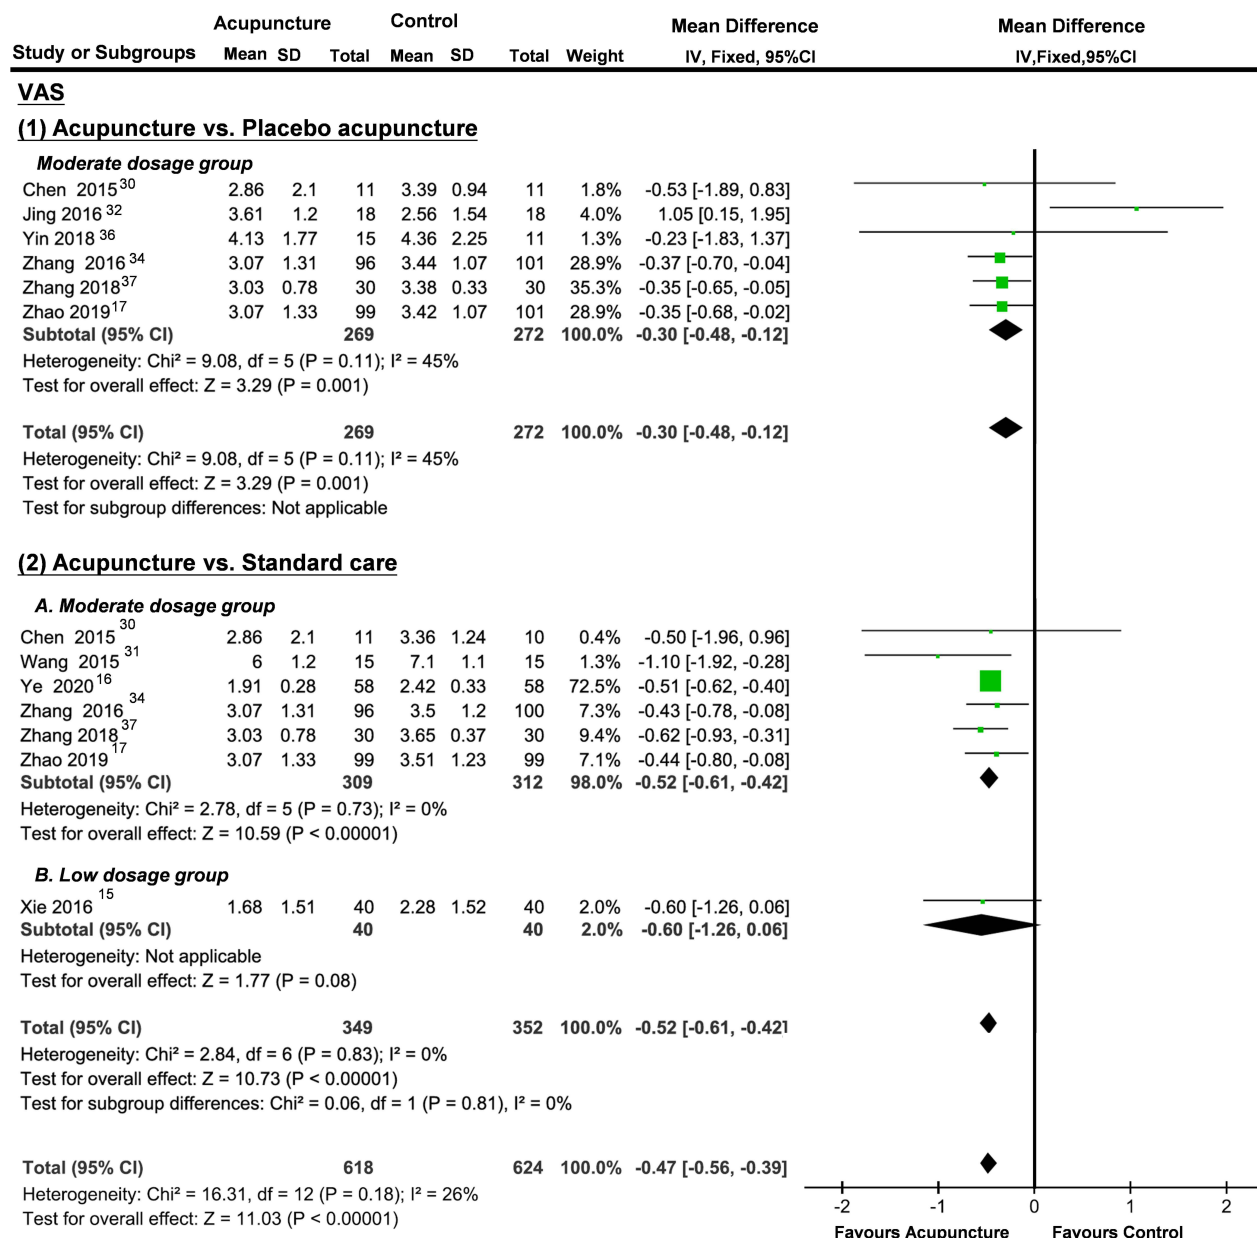 Acupuncture Control Mean Difference Mean Difference
Study or Subgroups Mean SD Total Mean SD Total Weight IV, Fixed, 95%CI IV,Fixed,95%CI
VAS
(1) Acupuncture vs. Placebo acupuncture
Moderate dosage group
Chen 2015³⁰ 2.86 2.1 11 3.39 0.94 11 1.8% -0.53 [-1.89, 0.83]
Jing 2016³² 3.61 1.2 18 2.56 1.54 18 4.0% 1.05 [0.15, 1.95]
Yin 2018³⁶ 4.13 1.77 15 4.36 2.25 11 1.3% -0.23 [-1.83, 1.37]
Zhang 2016³⁴ 3.07 1.31 96 3.44 1.07 101 28.9% -0.37 [-0.70, -0.04]
Zhang 2018³⁷ 3.03 0.78 30 3.38 0.33 30 35.3% -0.35 [-0.65, -0.05]
Zhao 2019¹⁷ 3.07 1.33 99 3.42 1.07 101 28.9% -0.35 [-0.68, -0.02]
Subtotal (95% CI) 269 272 100.0% -0.30 [-0.48, -0.12]
Heterogeneity: Chi² = 9.08, df = 5 (P = 0.11); I² = 45%
Test for overall effect: Z = 3.29 (P = 0.001)
Total (95% CI) 269 272 100.0% -0.30 [-0.48, -0.12]
Heterogeneity: Chi² = 9.08, df = 5 (P = 0.11); I² = 45%
Test for overall effect: Z = 3.29 (P = 0.001)
Test for subgroup differences: Not applicable
(2) Acupuncture vs. Standard care
A. Moderate dosage group
Chen 2015³⁰ 2.86 2.1 11 3.36 1.24 10 0.4% -0.50 [-1.96, 0.96]
Wang 2015³¹ 6 1.2 15 7.1 1.1 15 1.3% -1.10 [-1.92, -0.28]
Ye 2020¹⁶ 1.91 0.28 58 2.42 0.33 58 72.5% -0.51 [-0.62, -0.40]
Zhang 2016³⁴ 3.07 1.31 96 3.5 1.2 100 7.3% -0.43 [-0.78, -0.08]
Zhang 2018³⁷ 3.03 0.78 30 3.65 0.37 30 9.4% -0.62 [-0.93, -0.31]
Zhao 2019¹⁷ 3.07 1.33 99 3.51 1.23 99 7.1% -0.44 [-0.80, -0.08]
Subtotal (95% CI) 309 312 98.0% -0.52 [-0.61, -0.42]
Heterogeneity: Chi² = 2.78, df = 5 (P = 0.73); I² = 0%
Test for overall effect: Z = 10.59 (P < 0.00001)
B. Low dosage group
Xie 2016¹⁵ 1.68 1.51 40 2.28 1.52 40 2.0% -0.60 [-1.26, 0.06]
Subtotal (95% CI) 40 40 2.0% -0.60 [-1.26, 0.06]
Heterogeneity: Not applicable
Test for overall effect: Z = 1.77 (P = 0.08)
Total (95% CI) 349 352 100.0% -0.52 [-0.61, -0.42]
Heterogeneity: Chi² = 2.84, df = 6 (P = 0.83); I² = 0%
Test for overall effect: Z = 10.73 (P < 0.00001)
Test for subgroup differences: Chi² = 0.06, df = 1 (P = 0.81), I² = 0%
Total (95% CI) 618 624 100.0% -0.47 [-0.56, -0.39]
Heterogeneity: Chi² = 16.31, df = 12 (P = 0.18); I² = 26%
Test for overall effect: Z = 11.03 (P < 0.00001)
-2 -1 0 1 2
Favours Acupuncture Favours Control